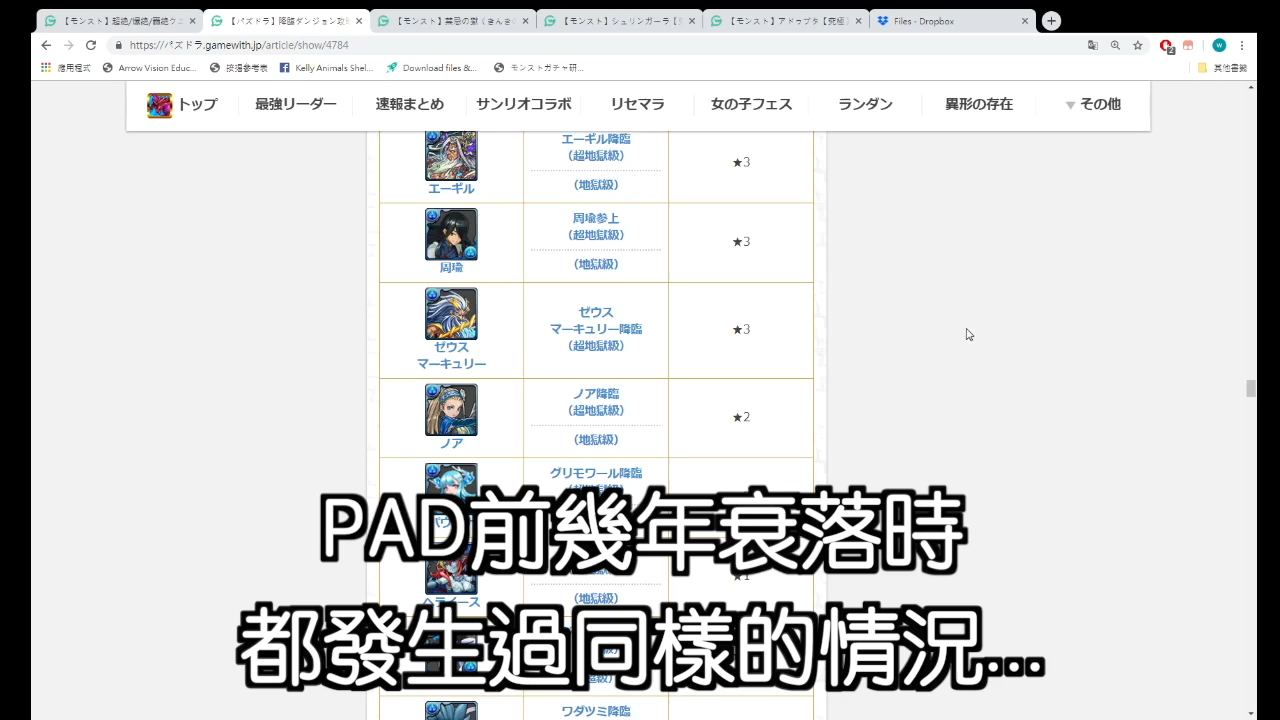 【モンスト】超絶/爆絶/轟絶クエ
【パズドラ】降臨ダンジョン攻略
【モンスト】禁忌の獄（きんきの
【モンスト】シュリンガーラ【
【モンスト】アドゥブタ【究極】
Files - Dropbox
https://パズドラ.gamewith.jp/article/show/4784
應用程式
Arrow Vision Educ...
Kelly Animals Shel...
Download files &...
モンストガチャ研...
其他書籤
トップ
最強リーダー
速報まとめ
サンリオコラボ
リセマラ
女の子フェス
ランダン
異形の存在
その他
エーギル
エーギル降臨
（超地獄級）
（地獄級）
★3
周瑜
周瑜参上
（超地獄級）
（地獄級）
★3
ゼウス
マーキュリー
ゼウス
マーキュリー降臨
（超地獄級）
★3
ノア
ノア降臨
（超地獄級）
（地獄級）
★2
グリモワール降臨
（地獄級）
PAD前幾年衰落時
都發生過同樣的情況...
ワダツミ降臨